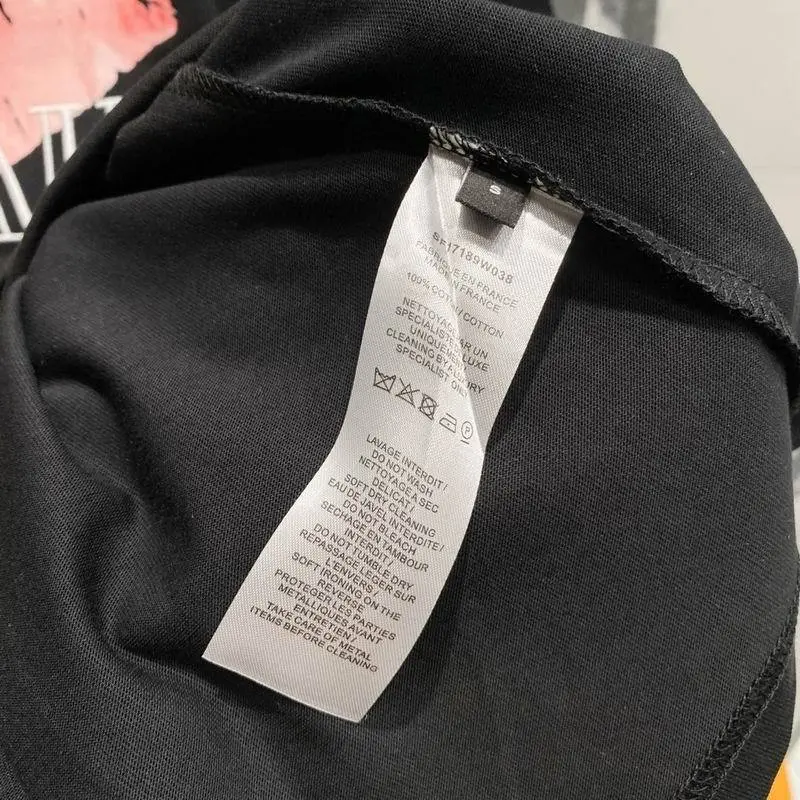 S
SF17189W038
FABRIQUE EN FRANCE
MADE IN FRANCE
100% COTON / COTTON
NETTOYAGE PAR UN
SPECIALISTE
UNIQUEMENT LUXE
CLEANING BY LUXURY
SPECIALIST ONLY
P
LAVAGE INTERDIT/
DO NOT WASH
NETTOYAGE A SEC
DELICAT/
SOFT DRY CLEANING
EAU DE JAVEL INTERDITE/
DO NOT BLEACH
SECHAGE EN TAMBOUR
INTERDIT/
DO NOT TUMBLE DRY
REPASSAGE LEGER SUR
L'ENVERS/
SOFT IRONING ON THE
REVERSE
PROTEGER LES PARTIES
METALLIQUES AVANT
ENTRETIEN/
TAKE CARE OF METAL
ITEMS BEFORE CLEANING